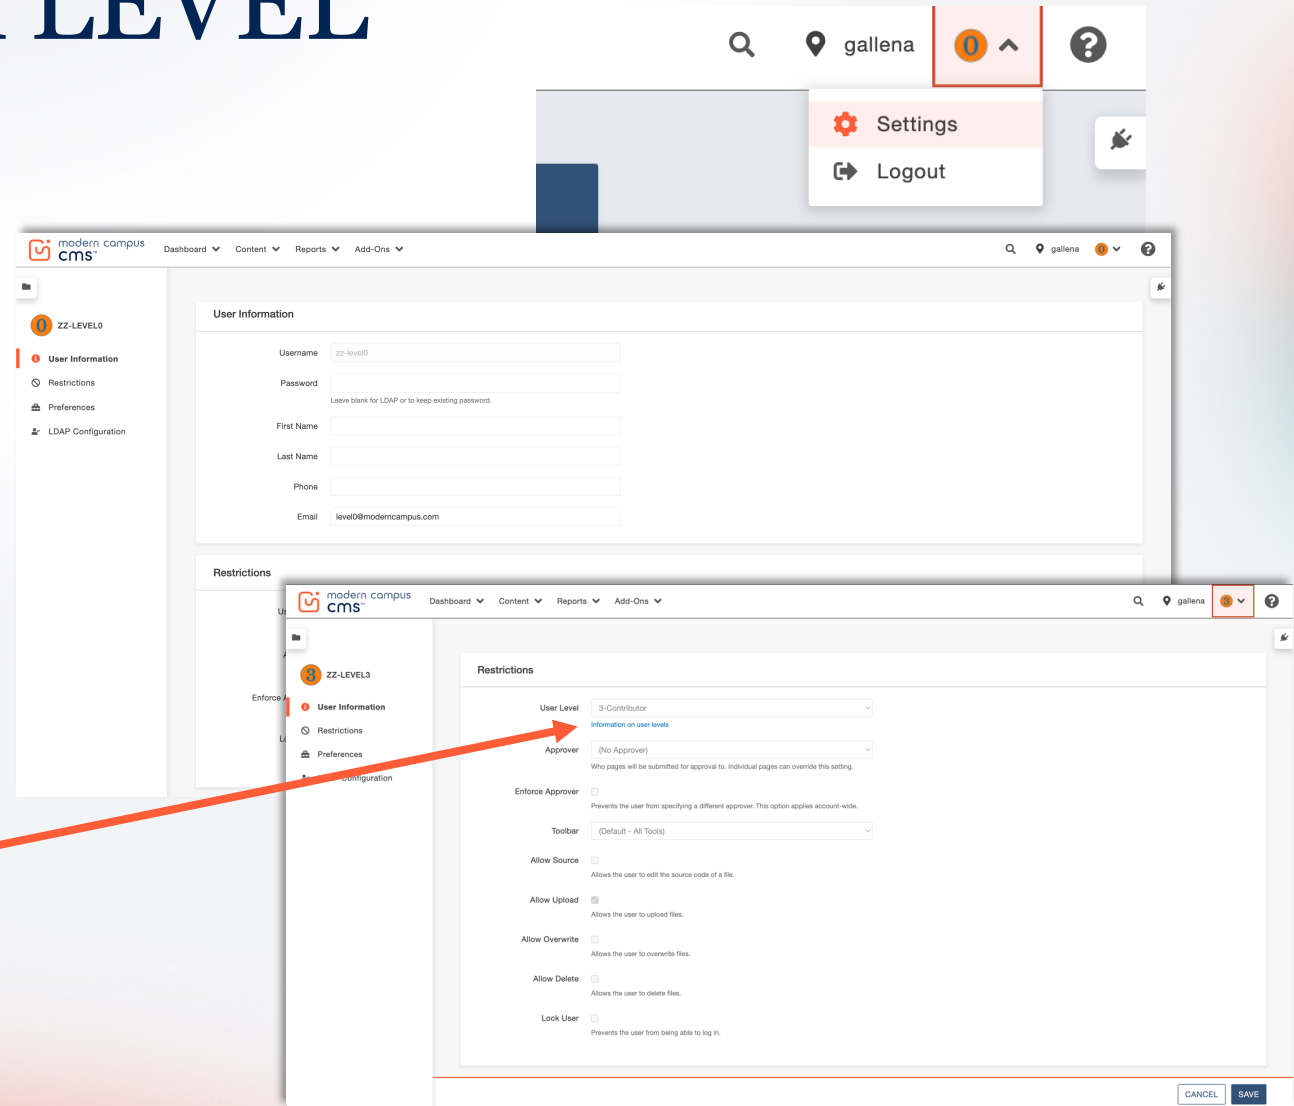 LEVEL
gallena 0
Settings
Logout
modern campus
cms™
Dashboard Content Reports Add-Ons
gallena 0
0 ZZ-LEVEL0
User Information
Restrictions
Preferences
LDAP Configuration
User Information
Username zz-level0
Password
Leave blank for LDAP or to keep existing password.
First Name
Last Name
Phone
Email level0@moderncampus.com
Restrictions
Enforce
modern campus
cms™
Dashboard Content Reports Add-Ons
gallena 3
3 ZZ-LEVEL3
User Information
Restrictions
Preferences
Configuration
Restrictions
User Level 3-Contributor
Information on user levels
Approver (No Approver)
Who pages will be submitted for approval to. Individual pages can override this setting.
Enforce Approver
Prevents the user from specifying a different approver. This option applies account-wide.
Toolbar (Default - All Tools)
Allow Source
Allows the user to edit the source code of a file.
Allow Upload
Allows the user to upload files.
Allow Overwrite
Allows the user to overwrite files.
Allow Delete
Allows the user to delete files.
Lock User
Prevents the user from being able to log in.
CANCEL SAVE